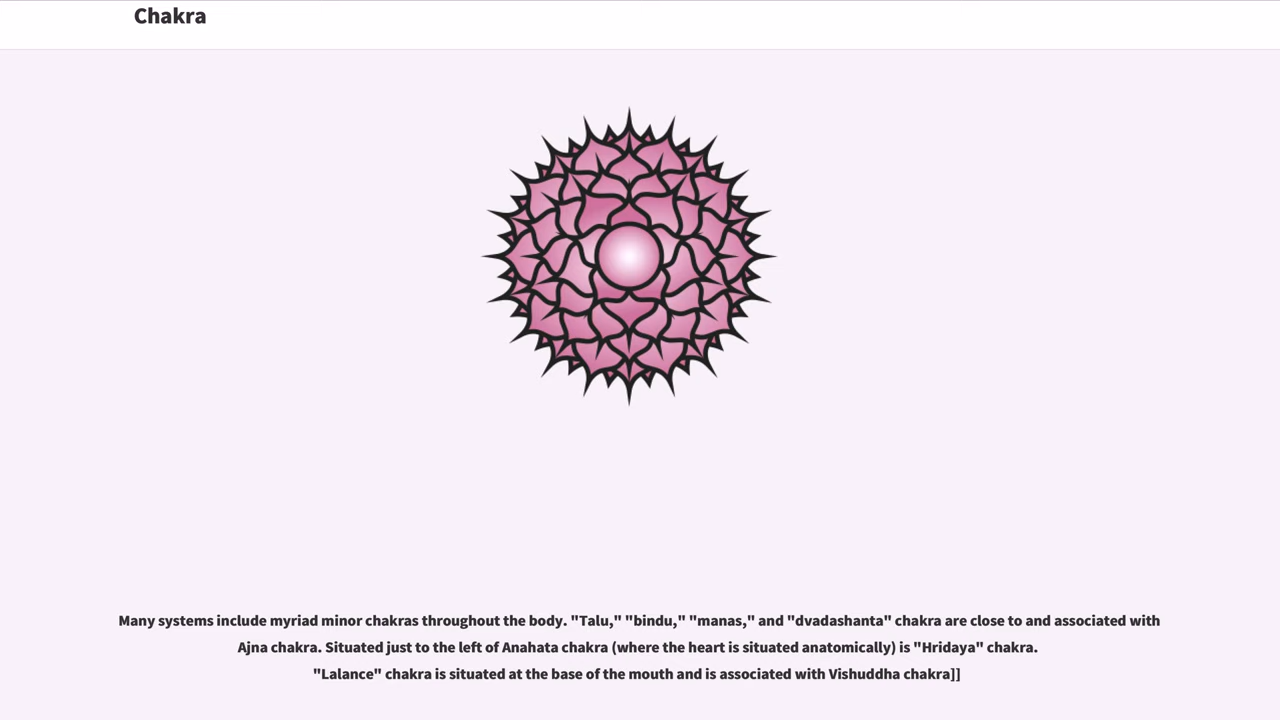 Chakra
Many systems include myriad minor chakras throughout the body. "Talu," "bindu," "manas," and "dvadashanta" chakra are close to and associated with
Ajna chakra. Situated just to the left of Anahata chakra (where the heart is situated anatomically) is "Hridaya" chakra.
"Lalance" chakra is situated at the base of the mouth and is associated with Vishuddha chakra]]